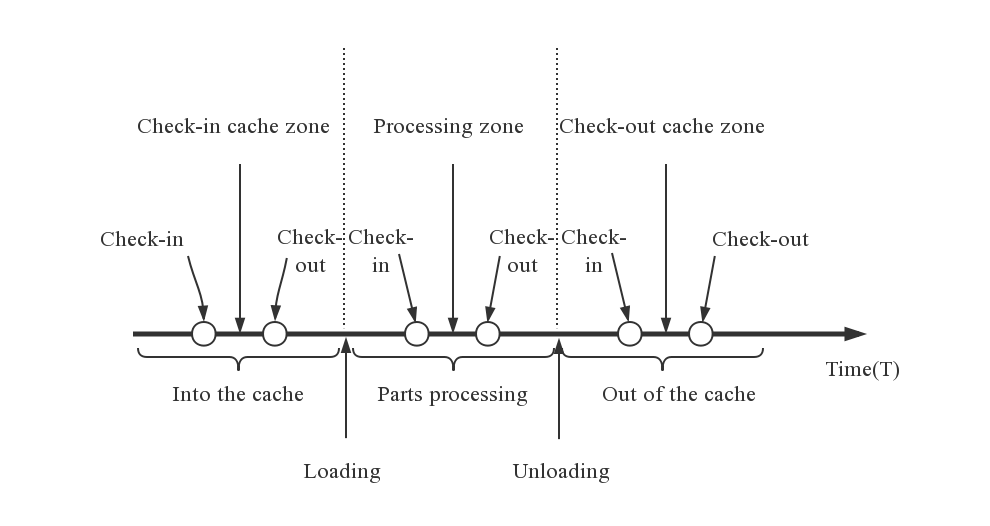 Check-in cache zone
Processing zone
Check-out cache zone
Check-in
Check-
out
Check-
in
Check-
out
Check-
in
Check-out
Time(T)
Into the cache
Parts processing
Out of the cache
Loading
Unloading